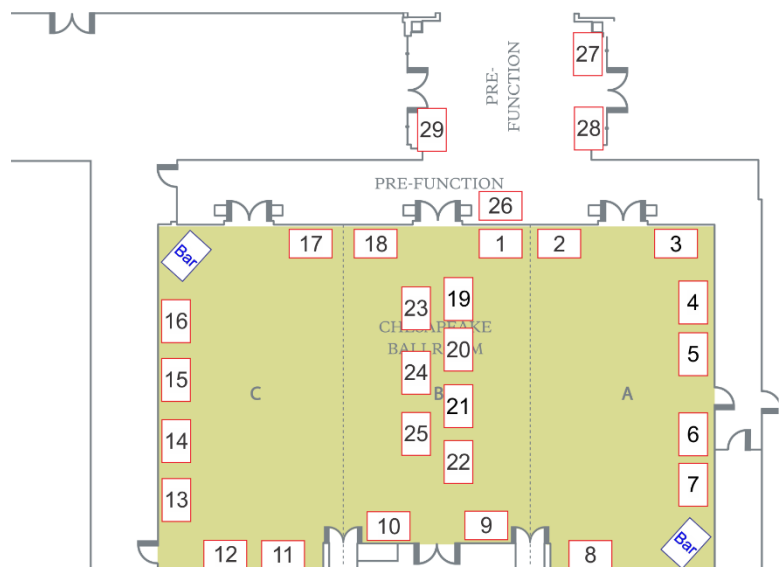 27
PRE-
FUNCTION
29
28
PRE-FUNCTION
26
17
18
1
2
3
Bar
4
19
23
16
CHESAPEAKE
BALLROOM
20
5
24
15
C
B
A
21
25
6
14
22
7
13
10
9
Bar
12
11
8